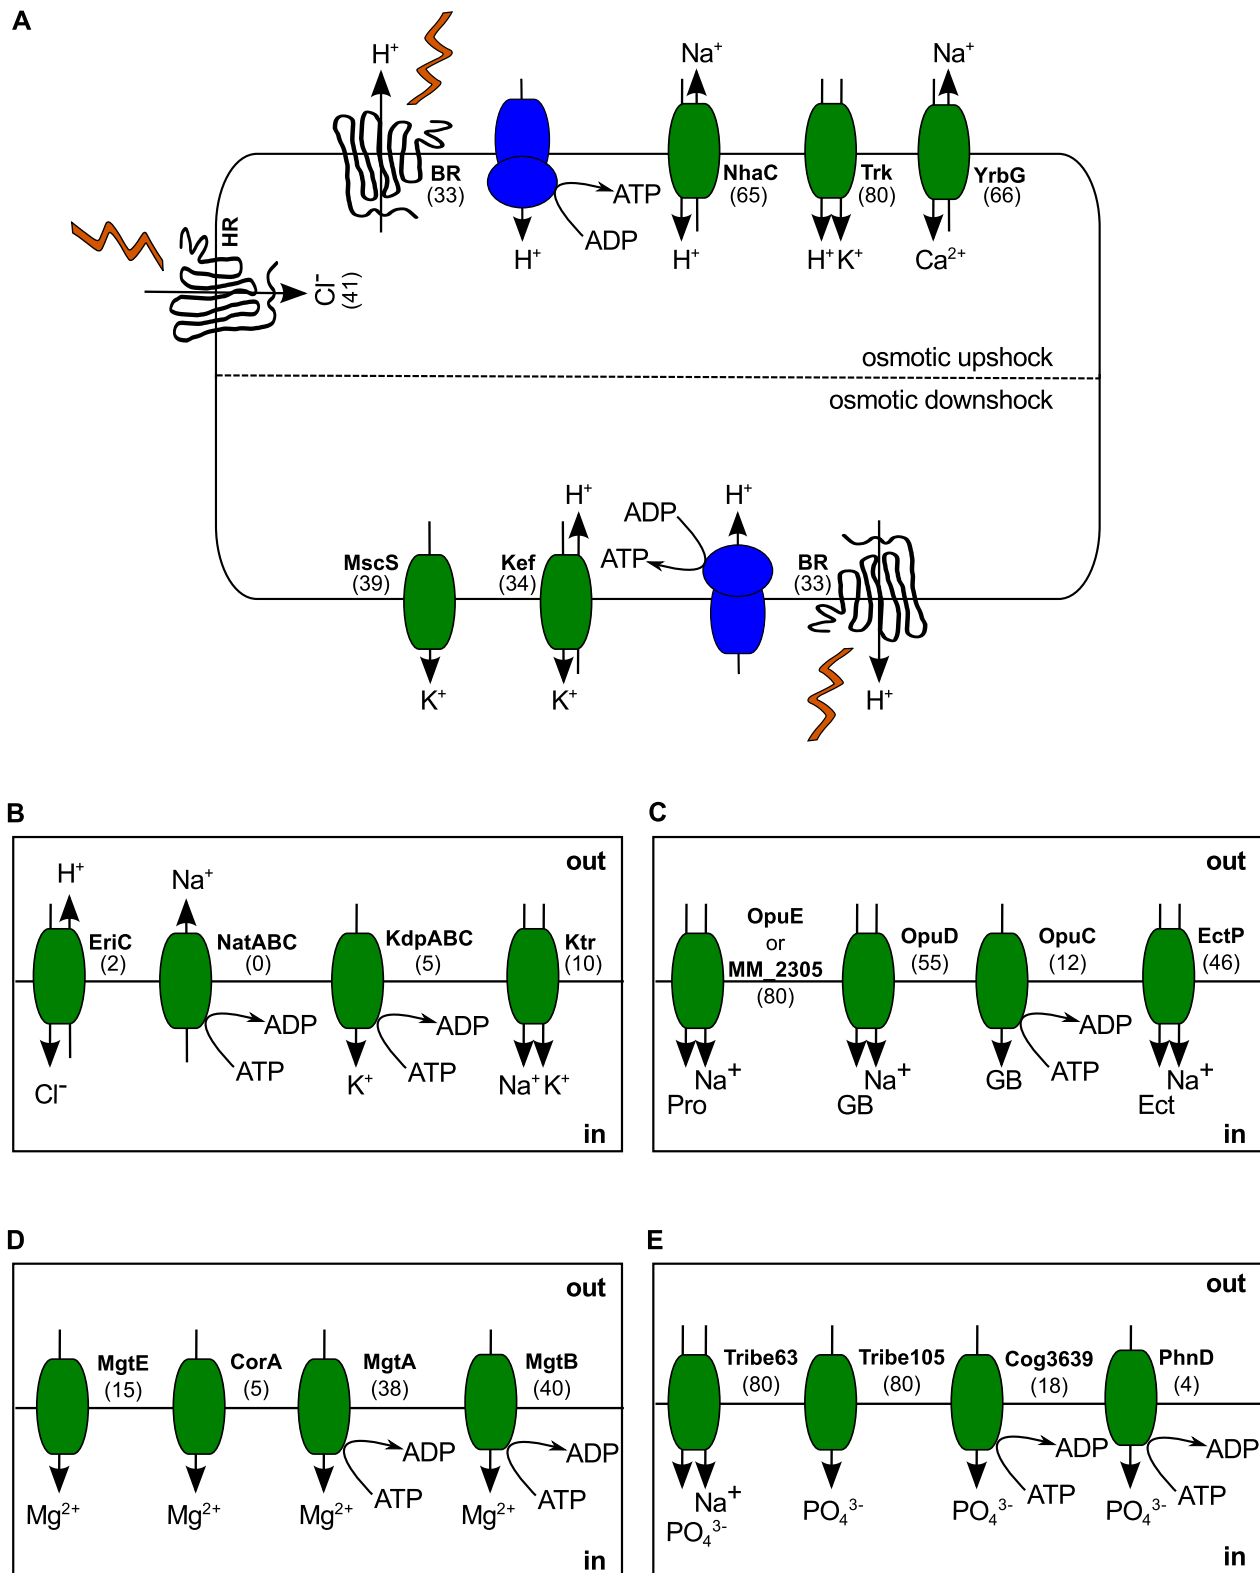 A
H⁺
BR
(33)
H⁺
ATP
ADP
Na⁺
NhaC
(65)
H⁺
Trk
(80)
H⁺ K⁺
Na⁺
YrbG
(66)
Ca²⁺
HR
Cl⁻
(41)
osmotic upshock
osmotic downshock
MscS
(39)
K⁺
H⁺
Kef
(34)
K⁺
H⁺
ADP
ATP
BR
(33)
H⁺
B
out
H⁺
EriC
(2)
Cl⁻
Na⁺
NatABC
(0)
ADP
ATP
KdpABC
(5)
ADP
ATP
K⁺
Ktr
(10)
Na⁺ K⁺
in
C
out
OpuE
or
MM_2305
(80)
Na⁺
Pro
OpuD
(55)
Na⁺
GB
OpuC
(12)
ADP
ATP
GB
EctP
(46)
Na⁺
Ect
in
D
out
MgtE
(15)
Mg²⁺
CorA
(5)
Mg²⁺
MgtA
(38)
ADP
ATP
Mg²⁺
MgtB
(40)
ADP
ATP
Mg²⁺
in
E
out
Tribe63
(80)
Na⁺
PO₄³⁻
Tribe105
(80)
PO₄³⁻
Cog3639
(18)
ADP
ATP
PO₄³⁻
PhnD
(4)
ADP
ATP
PO₄³⁻
in